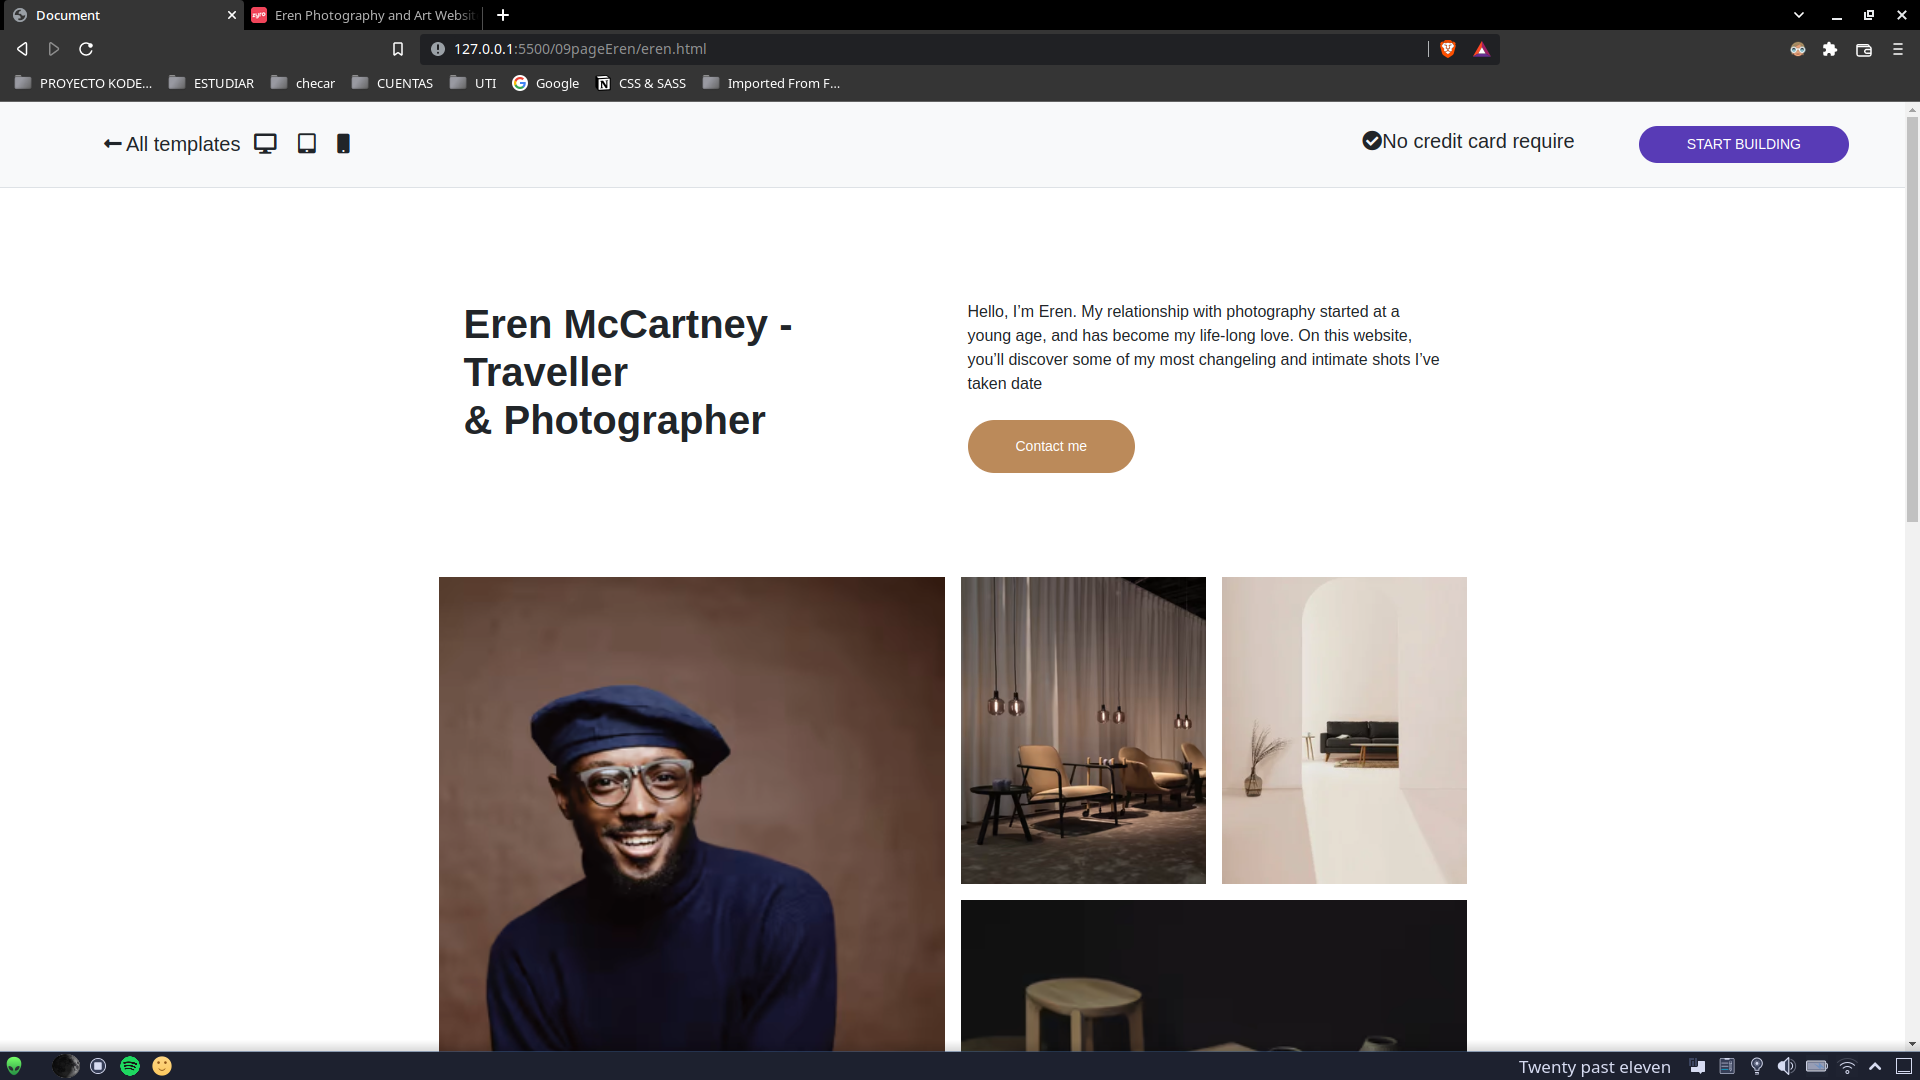 Document
Eren Photography and Art Websit
127.0.0.1:5500/09pageEren/eren.html
PROYECTO KODE...
ESTUDIAR
checar
CUENTAS
UTI
Google
CSS & SASS
Imported From F...
All templates
No credit card require
START BUILDING
Eren McCartney -
Traveller
& Photographer
Hello, I’m Eren. My relationship with photography started at a
young age, and has become my life-long love. On this website,
you’ll discover some of my most changeling and intimate shots I’ve
taken date
Contact me
Twenty past eleven